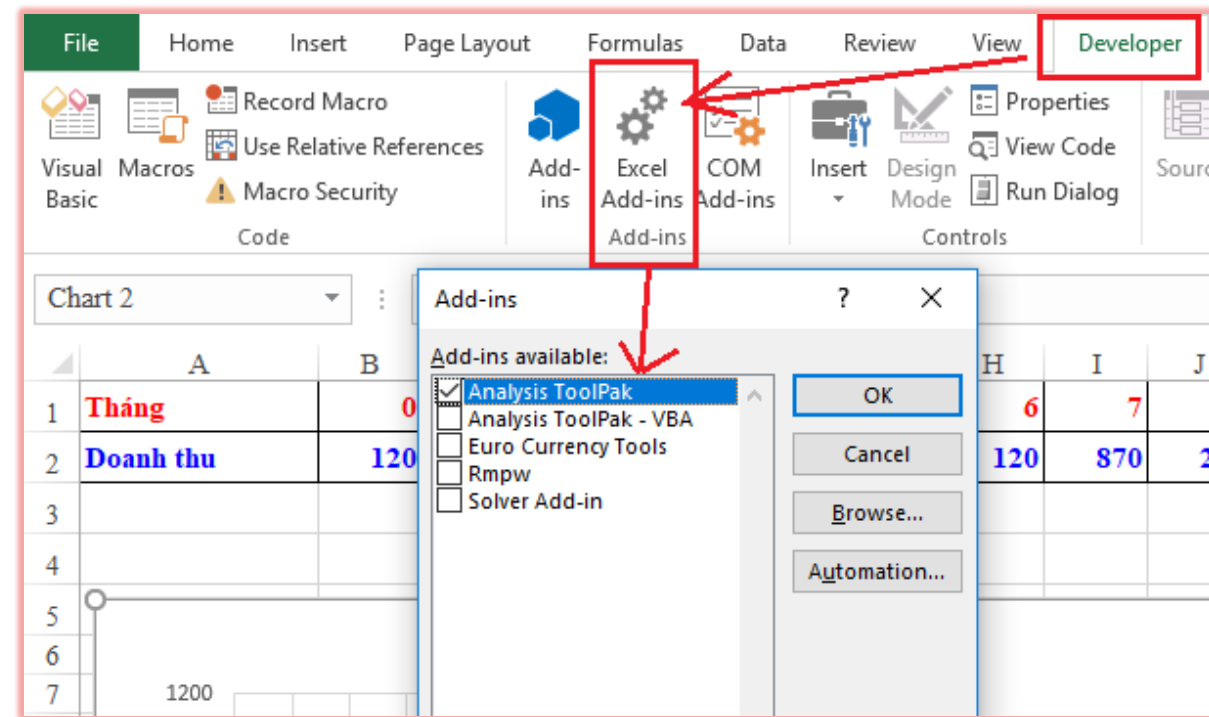 File Home Insert Page Layout Formulas Data Review View Developer
Record Macro
Use Relative References
Macro Security
Visual Basic
Macros
Code
Add-ins
Excel Add-ins
COM Add-ins
Add-ins
Insert
Design Mode
Properties
View Code
Run Dialog
Controls
Chart 2
Add-ins ? X
Add-ins available:
Analysis ToolPak
Analysis ToolPak - VBA
Euro Currency Tools
Rmpw
Solver Add-in
OK
Cancel
Browse...
Automation...
A B H I J
1 Tháng 0 6 7
2 Doanh thu 120 120 870 2
3
4
5
6
7
1200